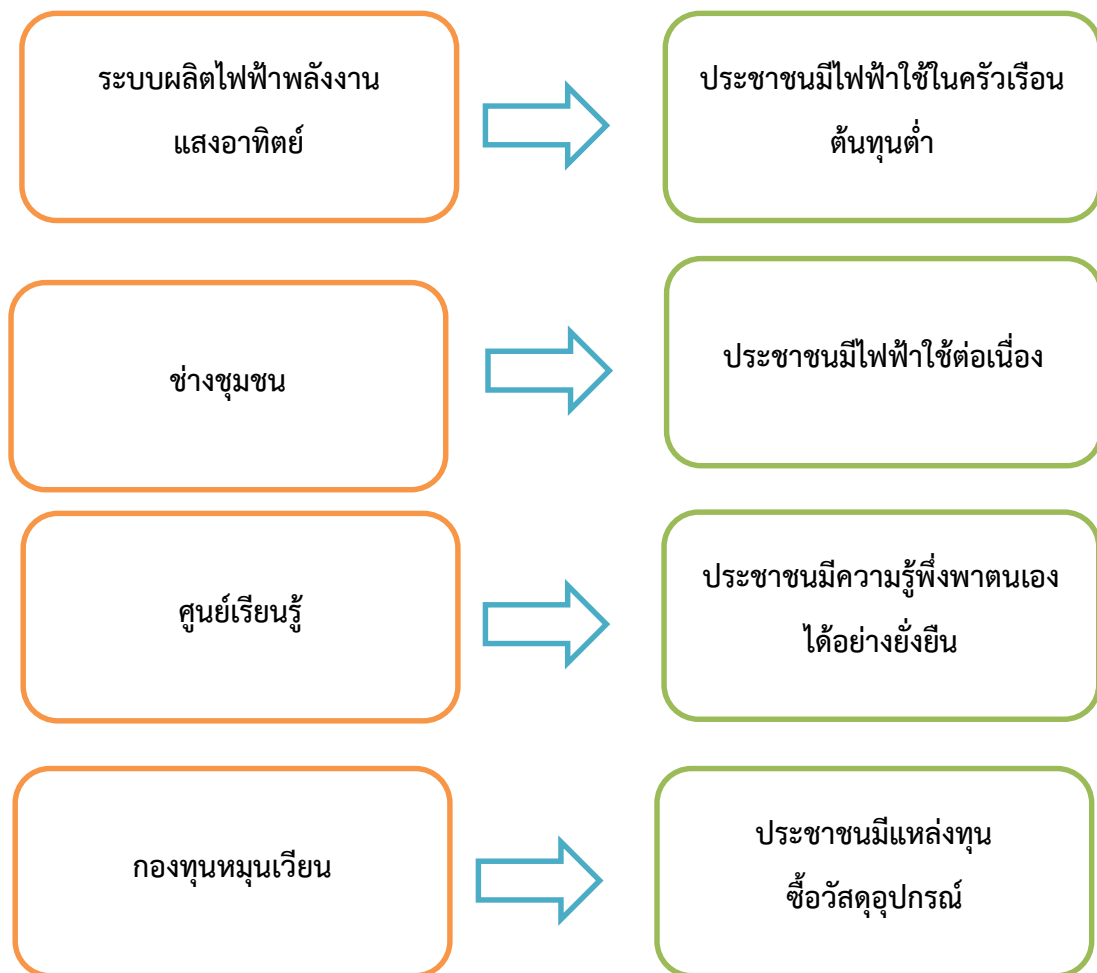 ระบบผลิตไฟฟ้าพลังงาน
แสงอาทิตย์
ประชาชนมีไฟฟ้าใช้ในครัวเรือน
ต้นทุนต่ำ
ช่างชุมชน
ประชาชนมีไฟฟ้าใช้ต่อเนื่อง
ศูนย์เรียนรู้
ประชาชนมีความรู้พึ่งพาตนเอง
ได้อย่างยั่งยืน
กองทุนหมุนเวียน
ประชาชนมีแหล่งทุน
ซื้อวัสดุอุปกรณ์